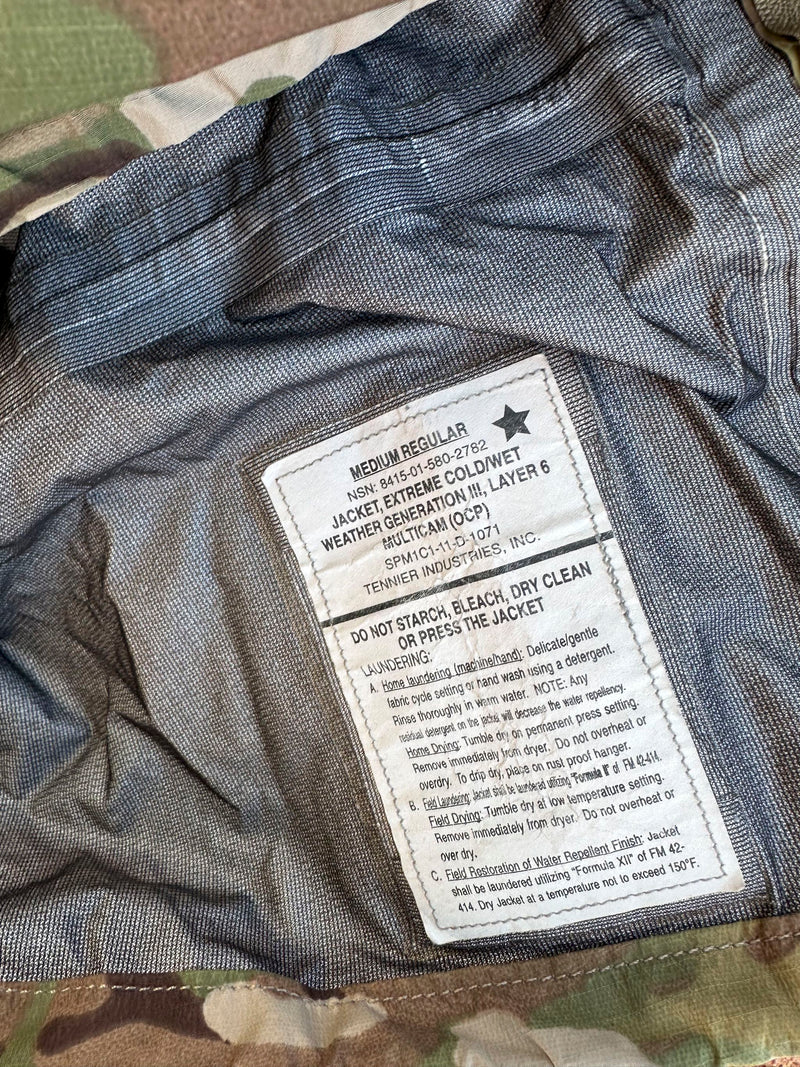 MEDIUM REGULAR
NSN: 8415-01-580-2782
JACKET, EXTREME COLD/WET
WEATHER GENERATION III, LAYER 6
MULTICAM (OCP)
SPM1C1-11-D-1071
TENNIER INDUSTRIES, INC.
DO NOT STARCH, BLEACH, DRY CLEAN
OR PRESS THE JACKET
LAUNDERING:
A. Home laundering (machine/hand): Delicate/gentle
fabric cycle setting or hand wash using a detergent.
Rinse thoroughly in warm water. NOTE: Any
residual detergent on the jacket will decrease the water repellency.
Home Drying: Tumble dry on permanent press setting.
Remove immediately from dryer. Do not overheat or
overdry. To drip dry, place on rust proof hanger.
B. Field Laundering: Jacket shall be laundered utilizing "Formula II" of FM 42-414.
Field Drying: Tumble dry at low temperature setting.
Remove immediately from dryer. Do not overheat or
over dry.
C. Field Restoration of Water Repellent Finish: Jacket
shall be laundered utilizing "Formula XII" of FM 42-
414. Dry Jacket at a temperature not to exceed 150°F.